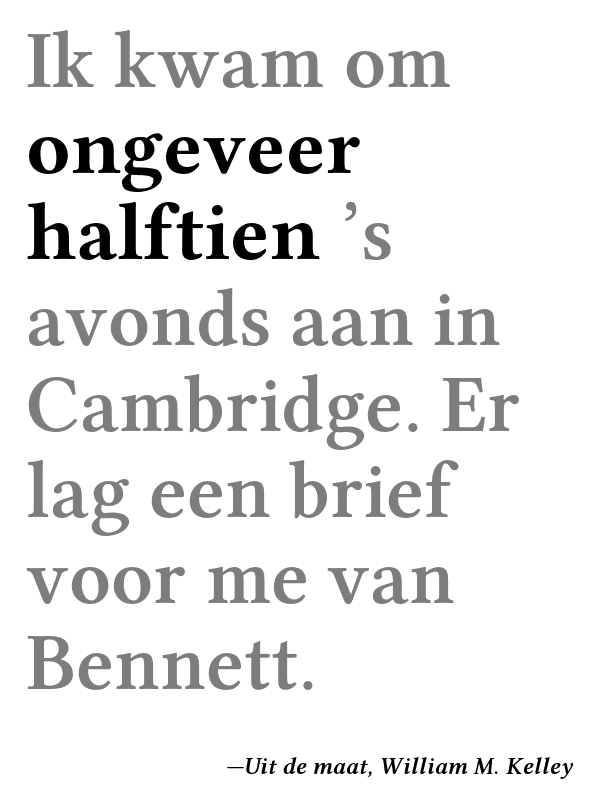 Ik kwam om
ongeveer
halftien ’s
avonds aan in
Cambridge. Er
lag een brief
voor me van
Bennett.
—Uit de maat, William M. Kelley